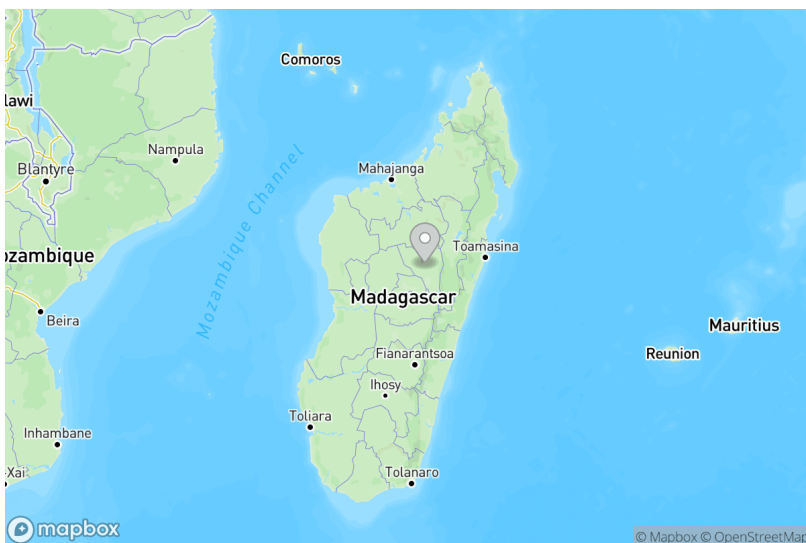 Comoros
lawi
Nampula
Blantyre
Mahajanga
Mozambique Channel
Toamasina
ozambique
Madagascar
Beira
Mauritius
Reunion
Fianarantsoa
Ihosy
Toliara
Inhambane
-Xai
Tolanaro
mapbox
© Mapbox © OpenStreetMap